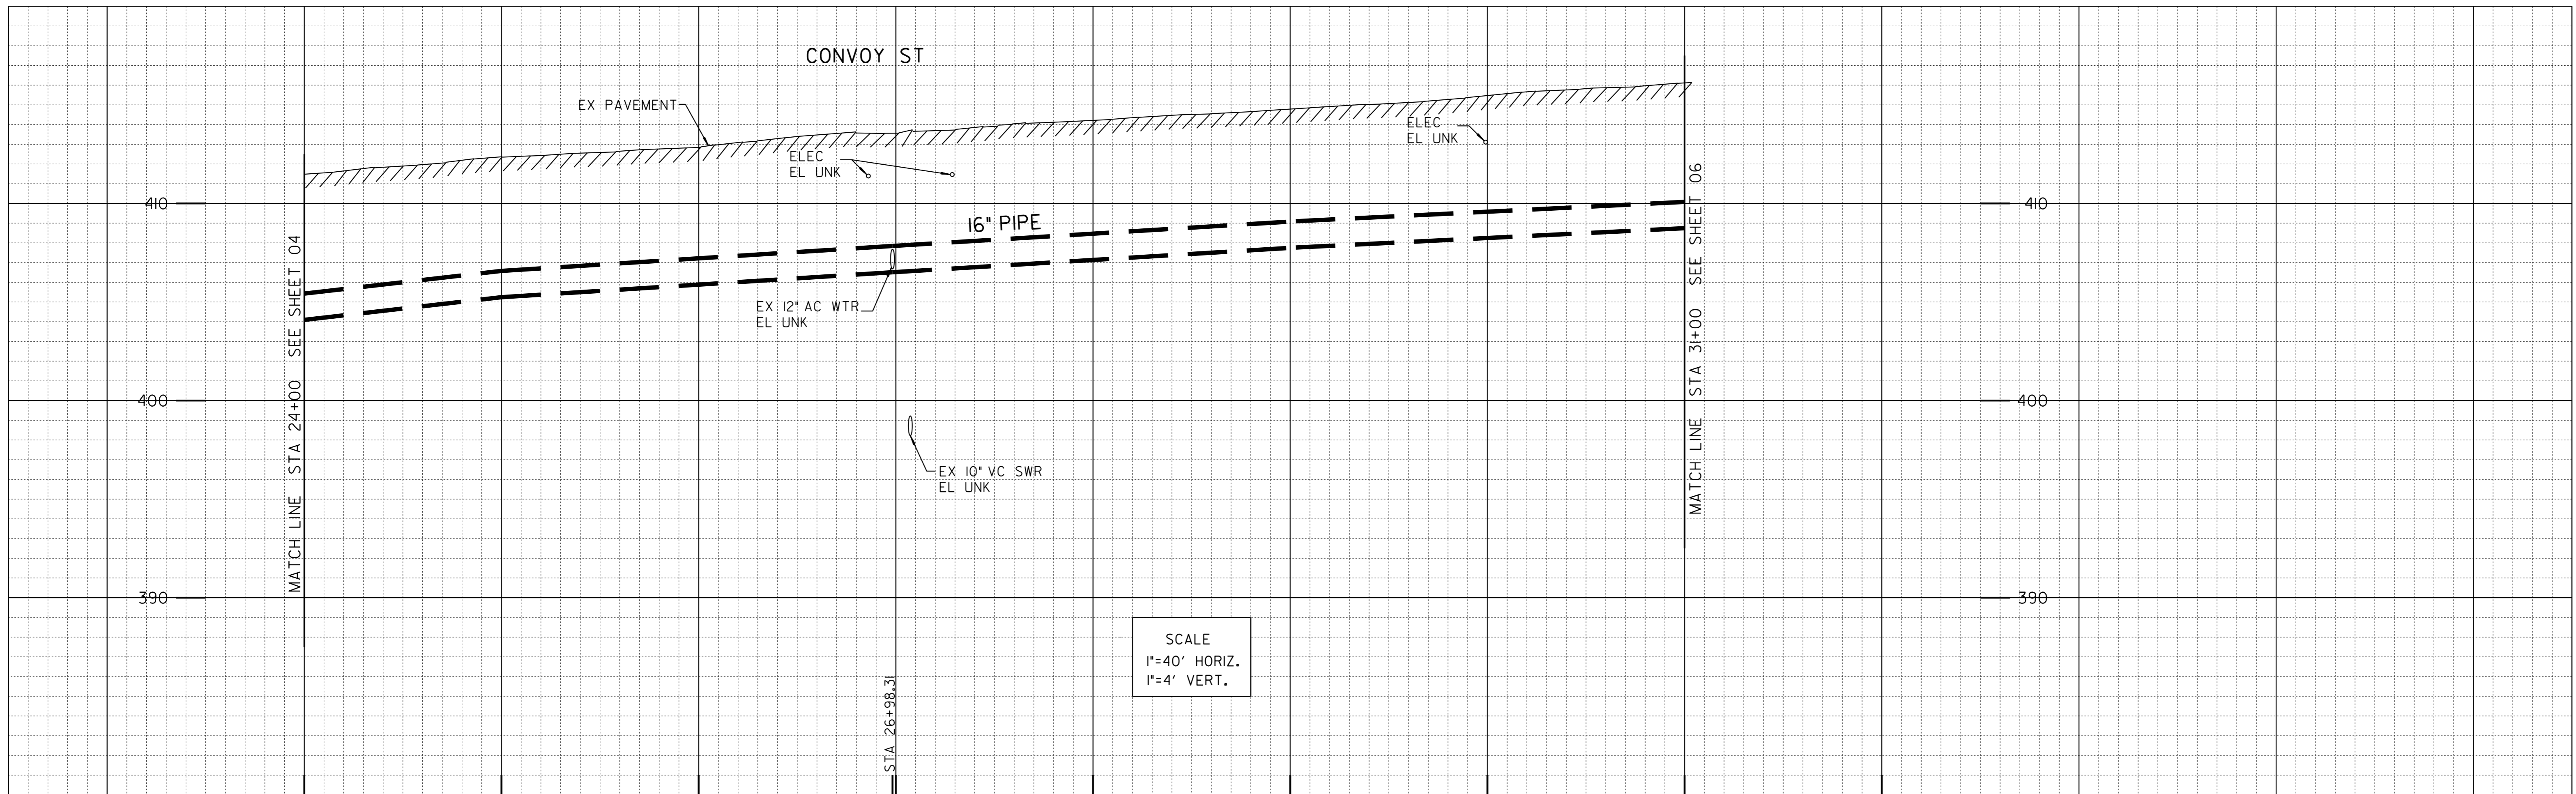 CONVOY ST
EX PAVEMENT
ELEC
EL UNK
ELEC
EL UNK
410
410
16" PIPE
EX 12" AC WTR
EL UNK
400
400
EX 10" VC SWR
EL UNK
390
390
MATCH LINE STA 24+00 SEE SHEET 04
MATCH LINE STA 31+00 SEE SHEET 06
SCALE
1"=40' HORIZ.
1"=4' VERT.
STA 26+98.31